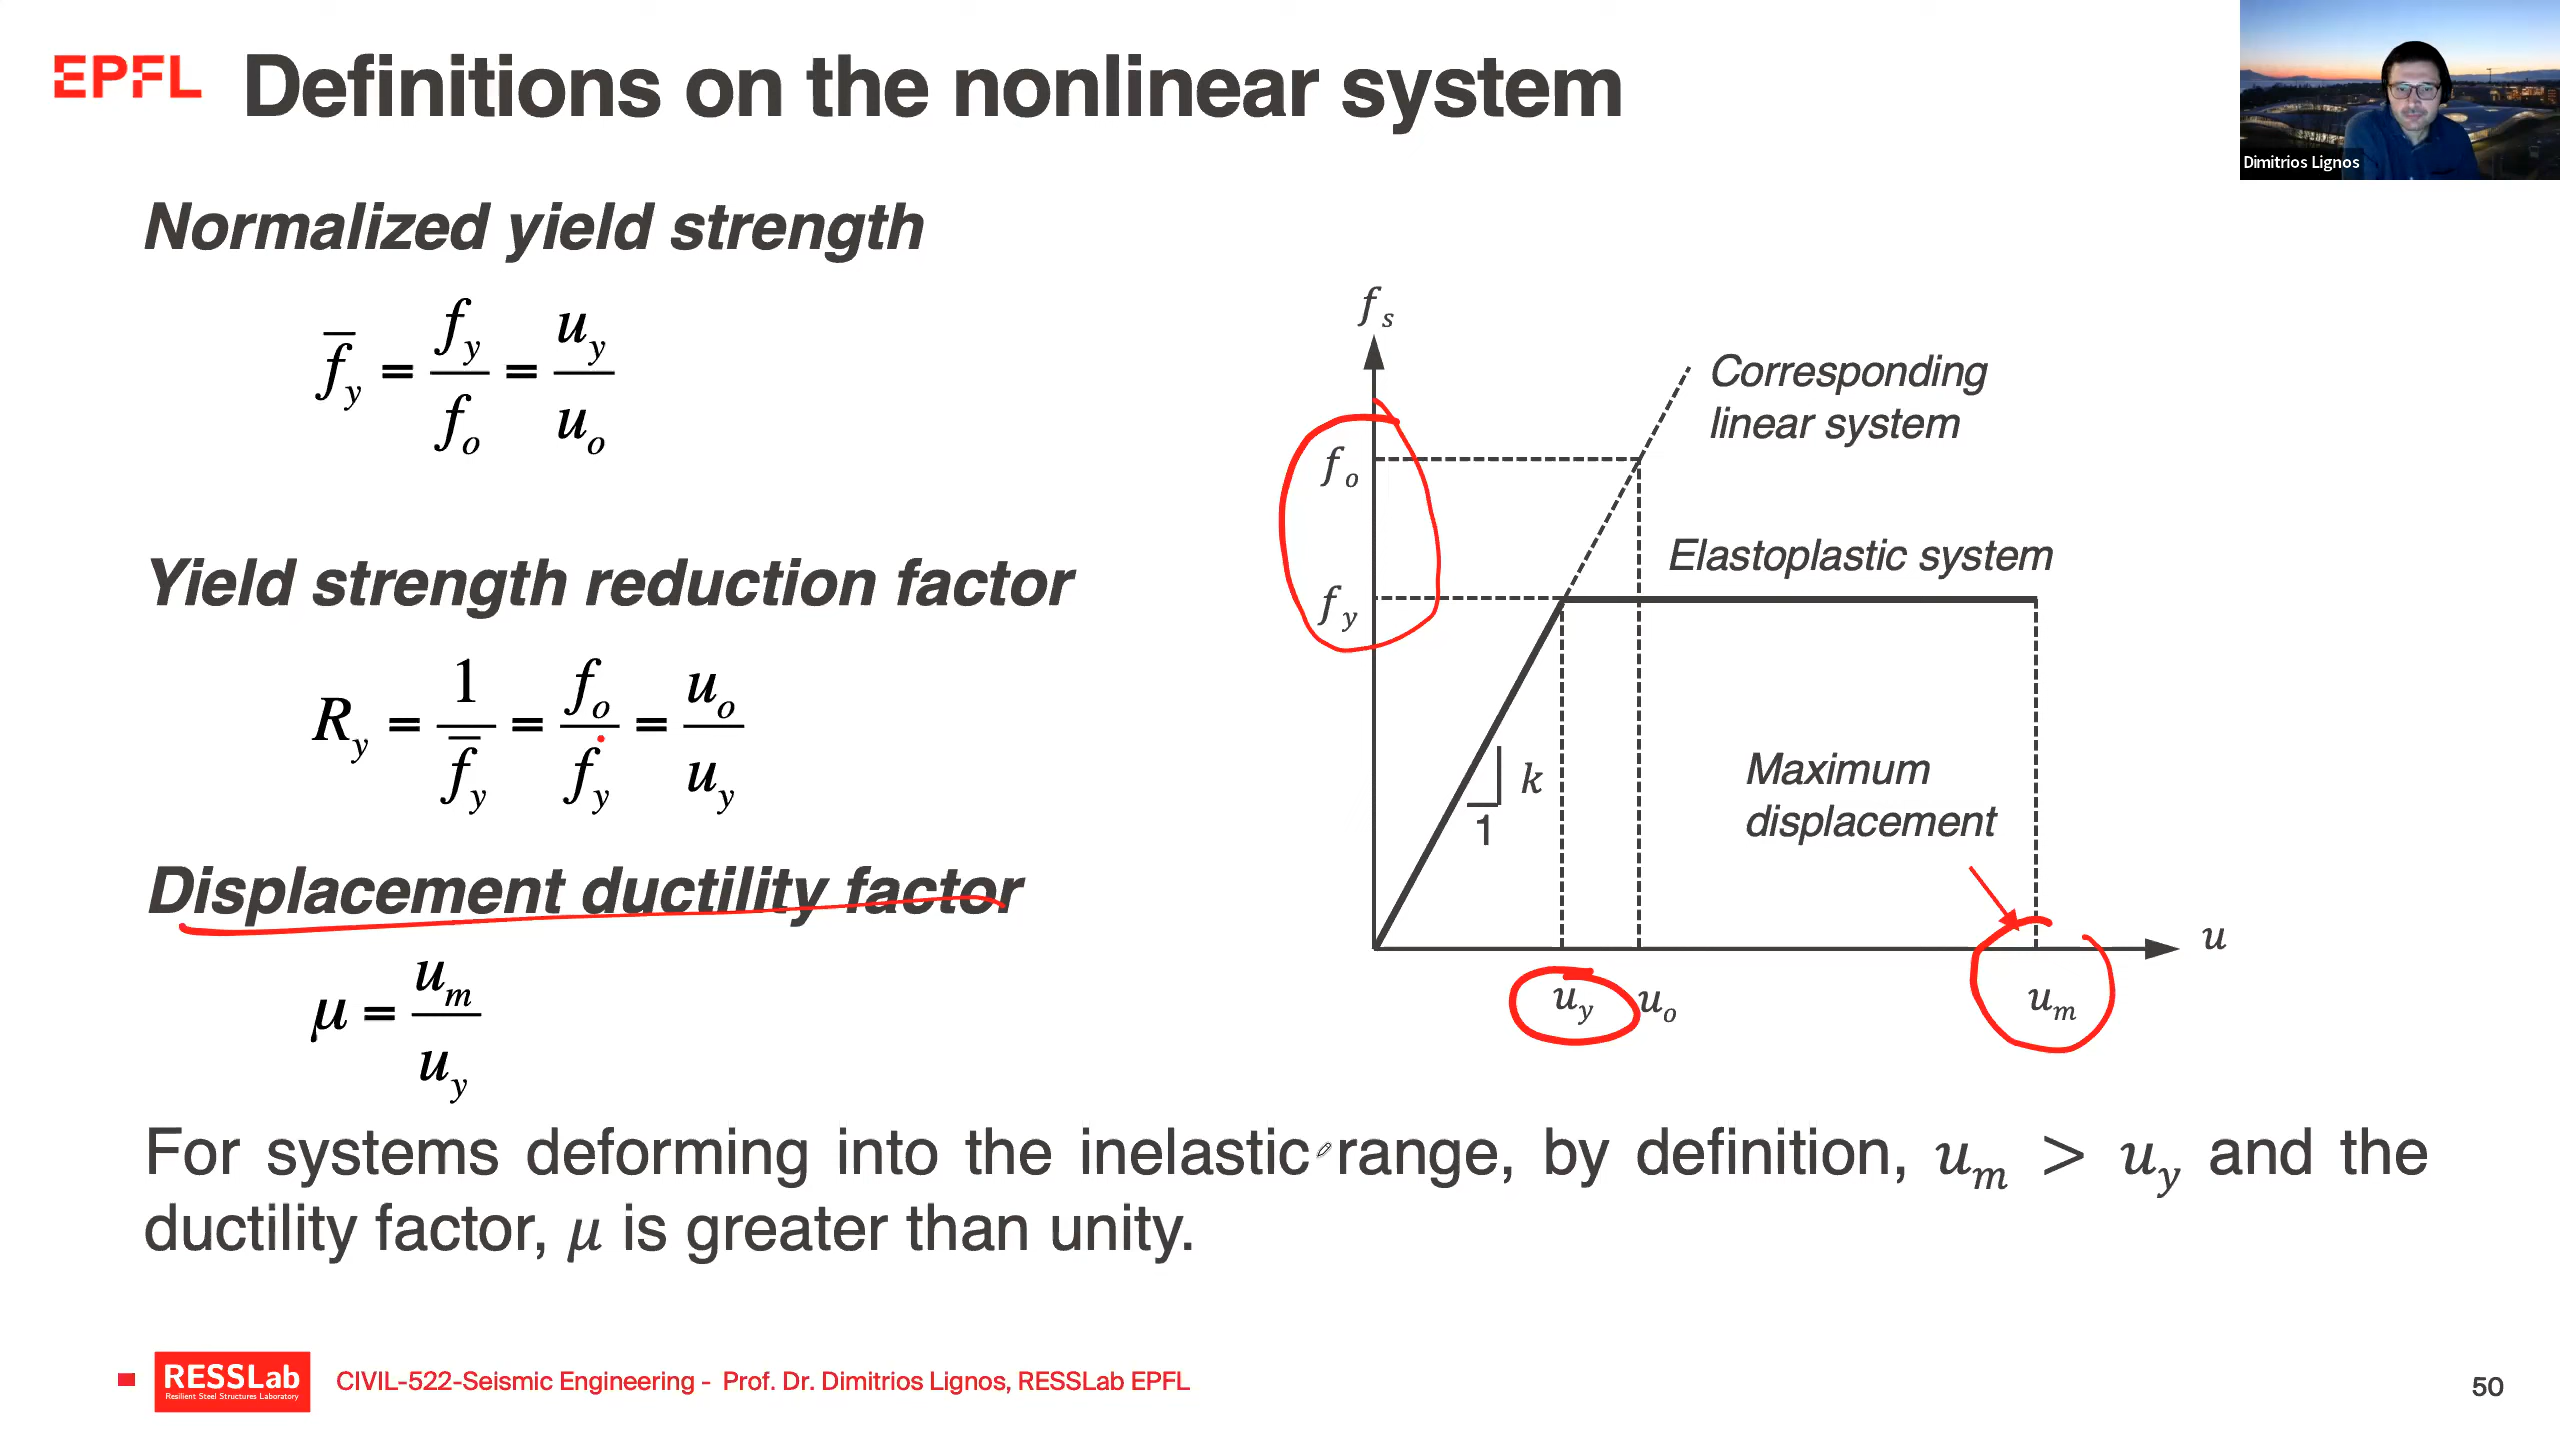 EPFL Definitions on the nonlinear system
Dimitrios Lignos
Normalized yield strength
f̅_y = f_y / f_o = u_y / u_o
Yield strength reduction factor
R_y = 1 / f̅_y = f_o / f_y = u_o / u_y
Displacement ductility factor
μ = u_m / u_y
f_s
Corresponding
linear system
f_o
Elastoplastic system
f_y
k
1
Maximum
displacement
u
u_y u_o u_m
For systems deforming into the inelastic range, by definition, u_m > u_y and the
ductility factor, μ is greater than unity.
RESSLab
Resilient Steel Structures Laboratory
CIVIL-522-Seismic Engineering - Prof. Dr. Dimitrios Lignos, RESSLab EPFL
50